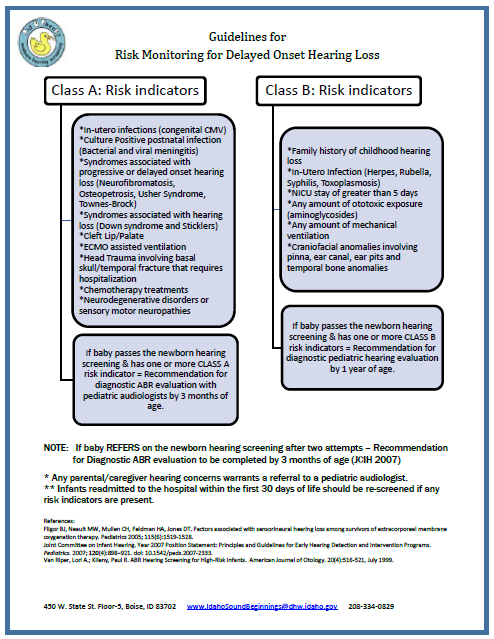 Guidelines for
Risk Monitoring for Delayed Onset Hearing Loss
Class A: Risk indicators
*In-utero infections (congenital CMV)
*Culture Positive postnatal infection
(Bacterial and viral meningitis)
*Syndromes associated with
progressive or delayed onset hearing
loss (Neurofibromatosis,
Osteopetrosis, Usher Syndrome,
Townes-Brock)
*Syndromes associated with hearing
loss (Down syndrome and Sticklers)
*Cleft Lip/Palate
*ECMO assisted ventilation
*Head Trauma involving basal
skull/temporal fracture that requires
hospitalization
*Chemotherapy treatments
*Neurodegenerative disorders or
sensory motor neuropathies
If baby passes the newborn hearing
screening & has one or more CLASS A
risk indicator = Recommendation for
diagnostic ABR evaluation with
pediatric audiologists by 3 months of
age.
Class B: Risk indicators
*Family history of childhood hearing
loss
*In-Utero Infection (Herpes, Rubella,
Syphilis, Toxoplasmosis)
*NICU stay of greater than 5 days
*Any amount of ototoxic exposure
(aminoglycosides)
*Any amount of mechanical
ventilation
*Craniofacial anomalies involving
pinna, ear canal, ear pits and
temporal bone anomalies
If baby passes the newborn hearing
screening & has one or more CLASS B
risk indicators = Recommendation for
diagnostic pediatric hearing evaluation
by 1 year of age.
NOTE: If baby REFERS on the newborn hearing screening after two attempts – Recommendation
for Diagnostic ABR evaluation to be completed by 3 months of age (JCIH 2007)
* Any parental/caregiver hearing concerns warrants a referral to a pediatric audiologist.
** Infants readmitted to the hospital within the first 30 days of life should be re-screened if any
risk indicators are present.
References:
Fligor BJ, Neault MW, Mullen CH, Feldman HA, Jones DT. Factors associated with sensorineural hearing loss among survivors of extracorporeal membrane
oxygenation therapy. Pediatrics 2005; 115(6):1519-1528.
Joint Committee on Infant Hearing. Year 2007 Position Statement: Principles and Guidelines for Early Hearing Detection and Intervention Programs.
Pediatrics. 2007; 120(4):898–921. doi: 10.1542/peds.2007-2333.
Van Riper, Lori A.; Kileny, Paul R. ABR Hearing Screening for High-Risk Infants. American Journal of Otology. 20(4):516-521, July 1999.
450 W. State St. Floor-5, Boise, ID 83702 www.IdahoSoundBeginnings@dhw.idaho.gov 208-334-0829